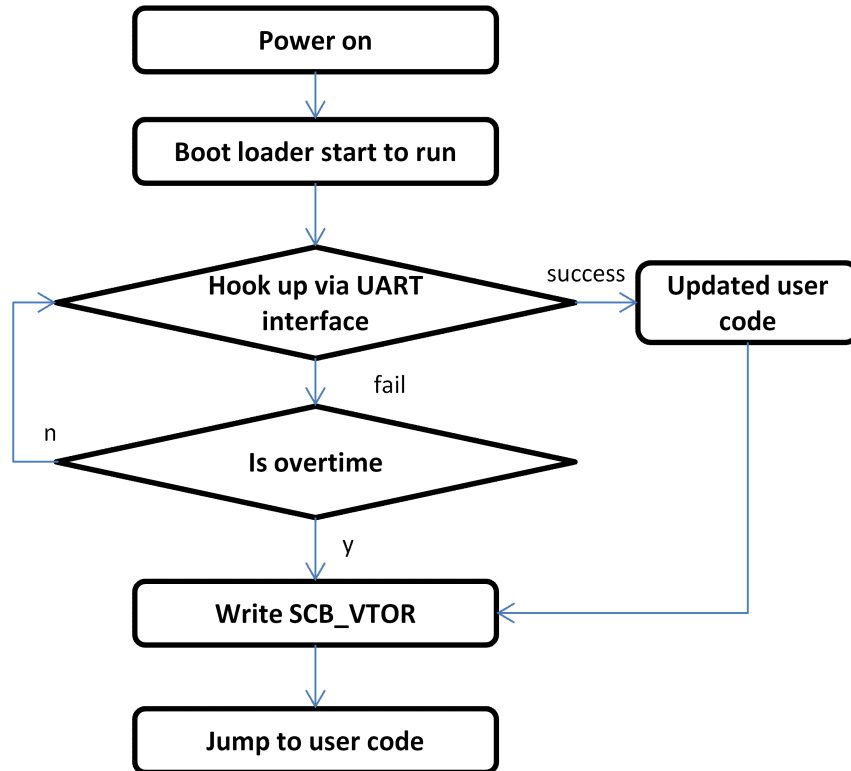 Power on
Boot loader start to run
Hook up via UART
interface
success
Updated user
code
fail
n
Is overtime
y
Write SCB_VTOR
Jump to user code